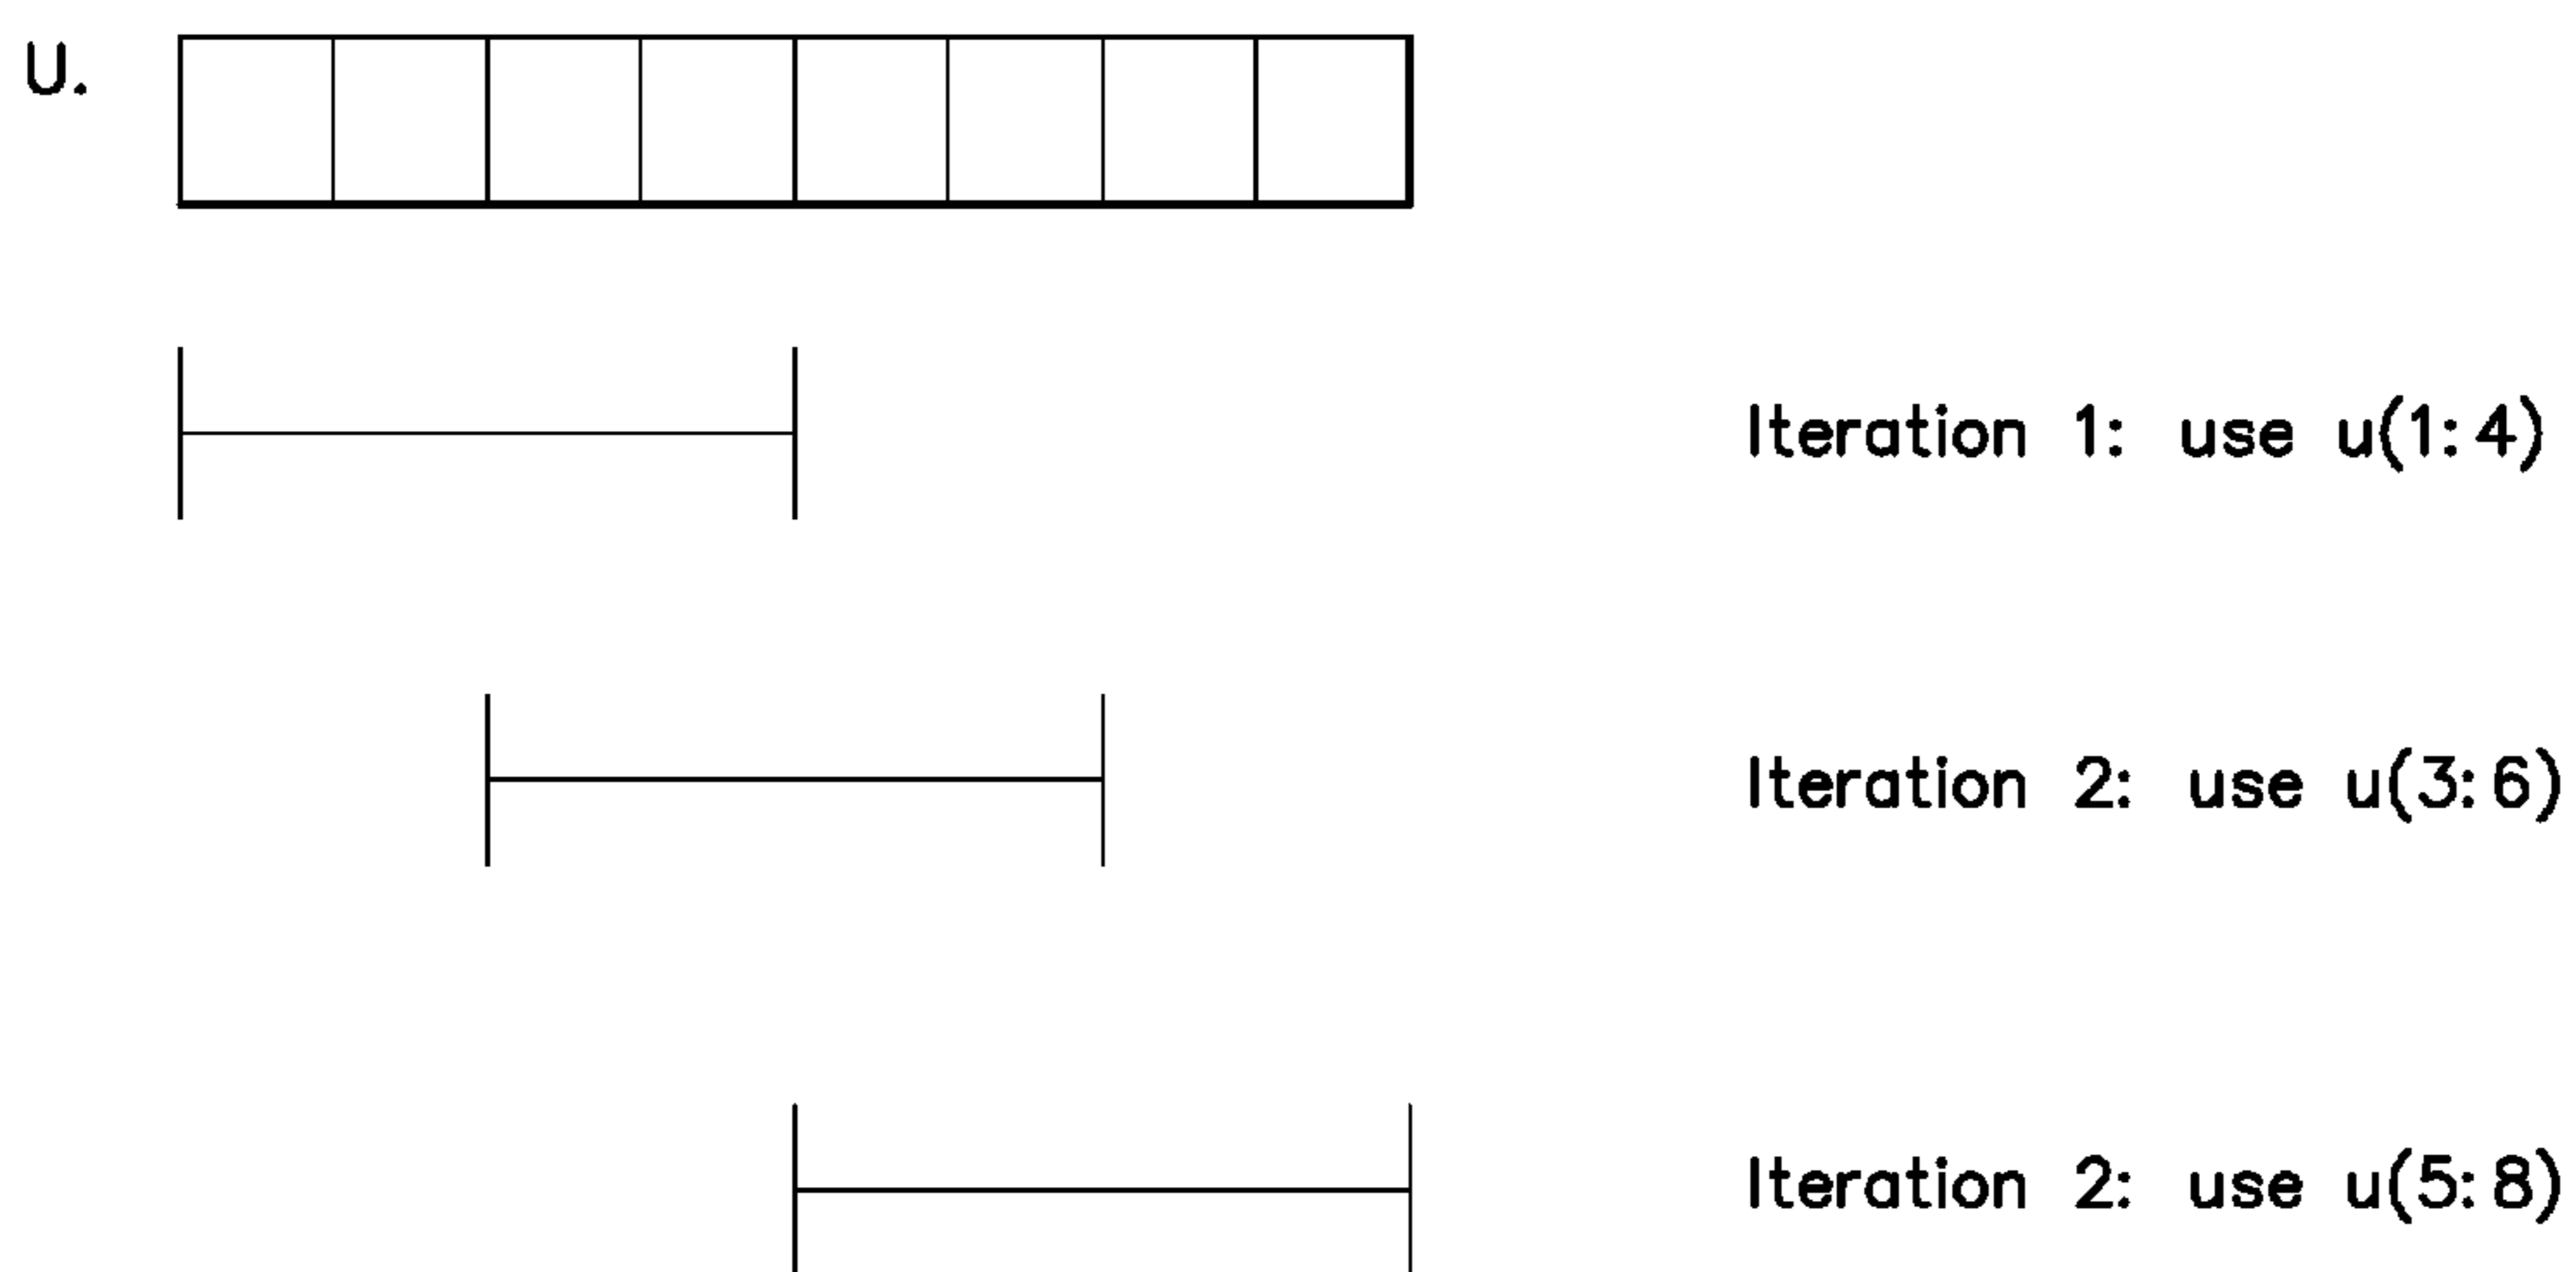 U.
Iteration 1: use u(1:4)
Iteration 2: use u(3:6)
Iteration 2: use u(5:8)